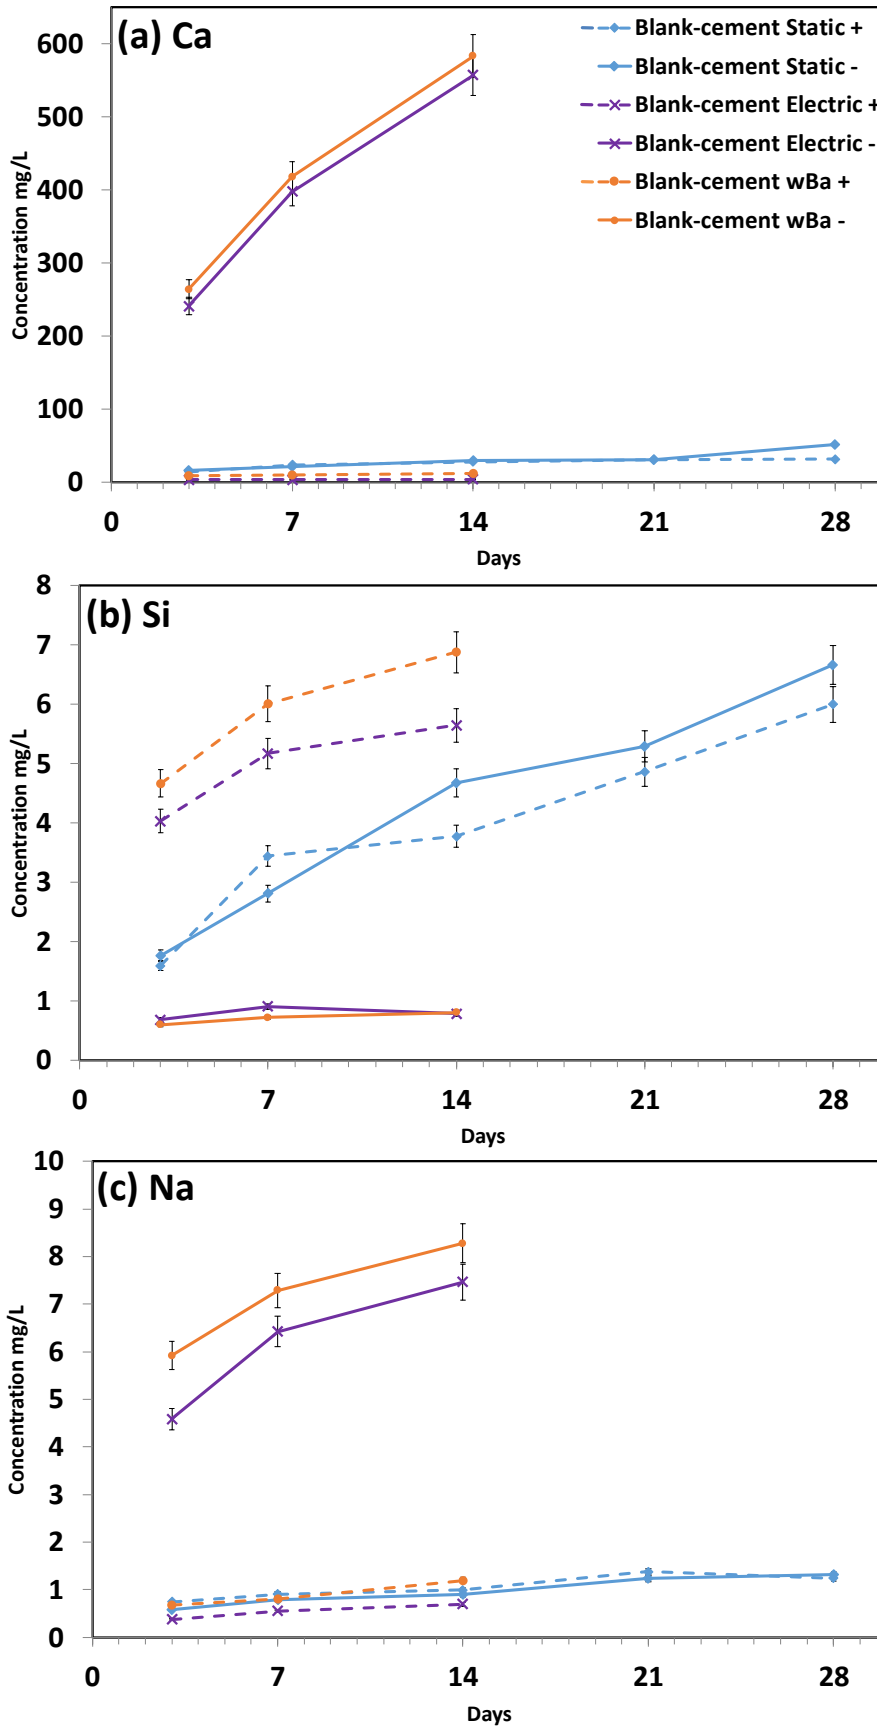 (a) Ca
Blank-cement Static +
Blank-cement Static -
Blank-cement Electric +
Blank-cement Electric -
Blank-cement wBa +
Blank-cement wBa -
Concentration mg/L
600
500
400
300
200
100
0
0 7 14 21 28
Days
(b) Si
Concentration mg/L
8
7
6
5
4
3
2
1
0
0 7 14 21 28
Days
(c) Na
Concentration mg/L
10
9
8
7
6
5
4
3
2
1
0
0 7 14 21 28
Days